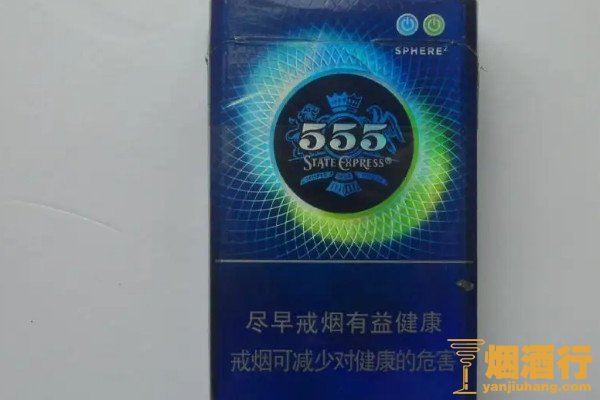 SPHERE²
555
STATE EXPRESS®
尽早戒烟有益健康
戒烟可减少对健康的危害
烟酒行
yanjiuhang.com